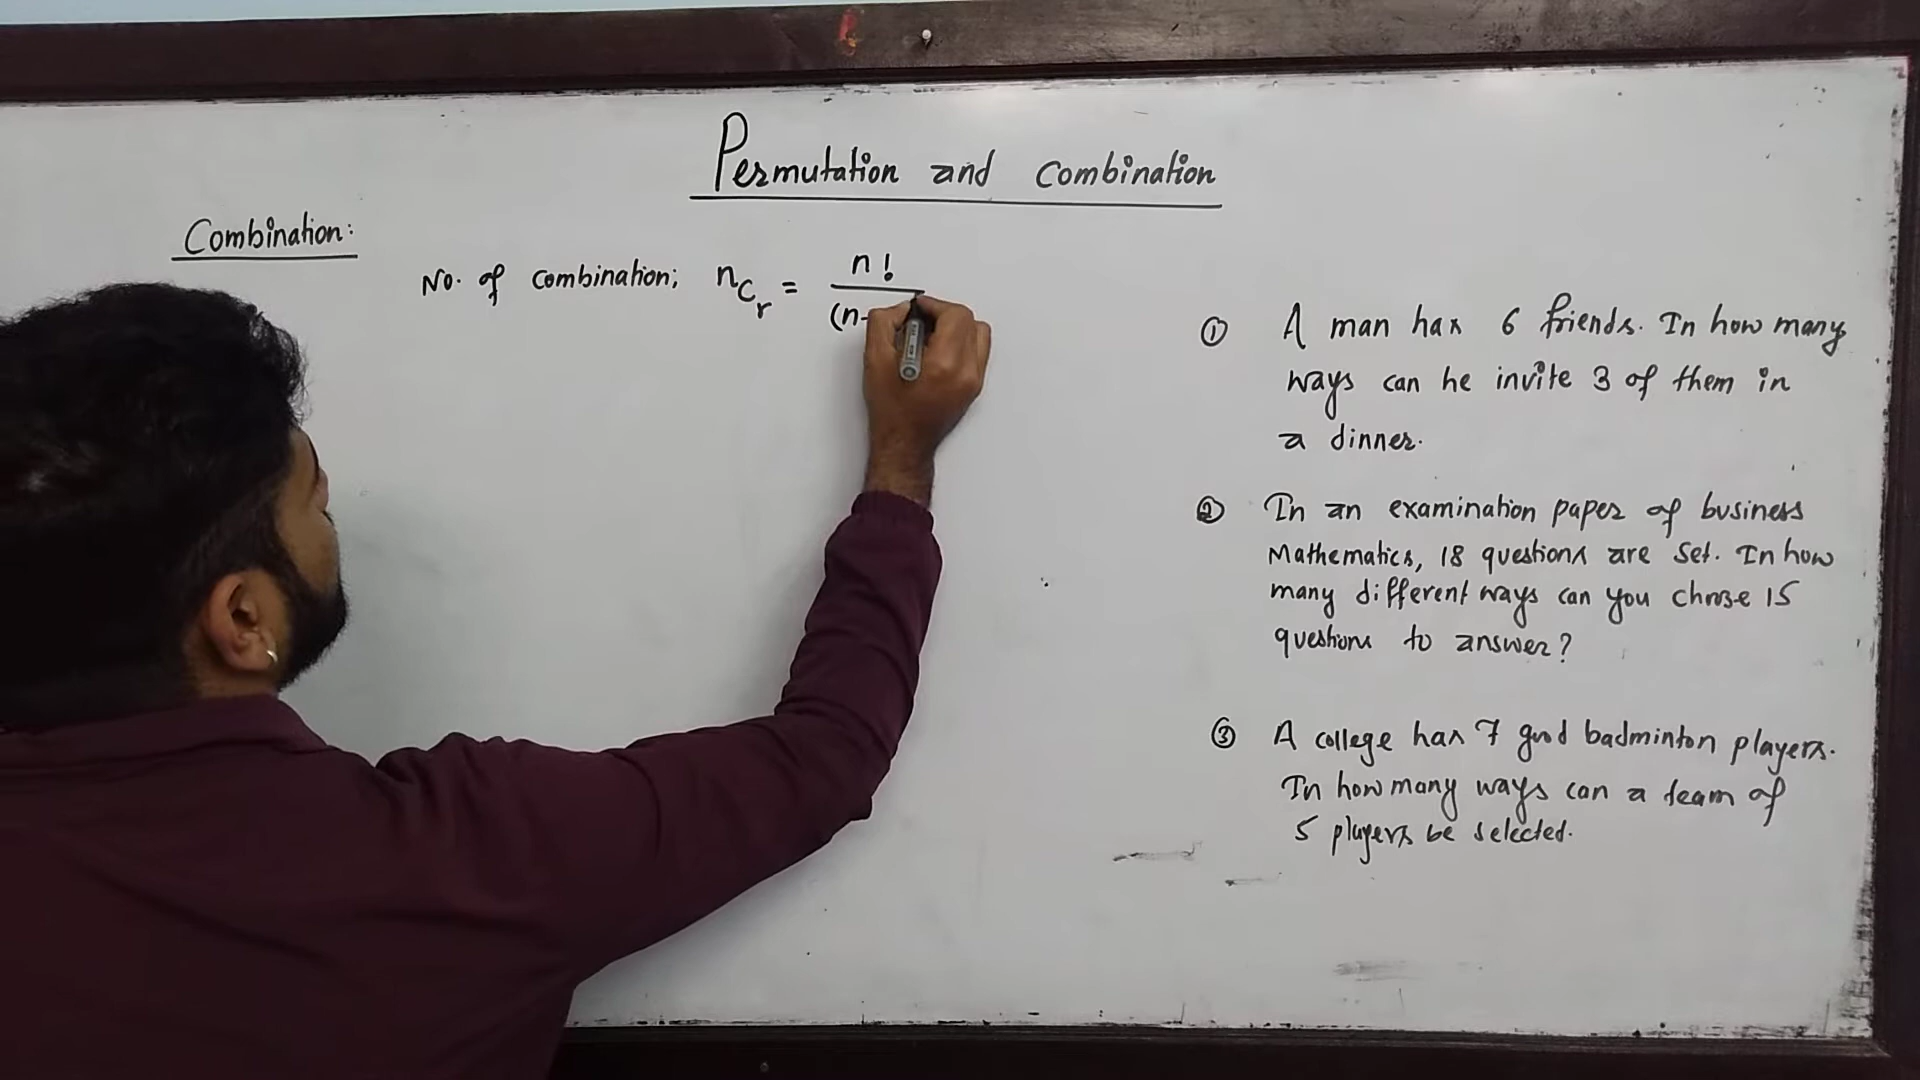 Permutation and combination
Combination:
No. of combination; nCr = n!
(n-
① A man has 6 friends. In how many
ways can he invite 3 of them in
a dinner.
② In an examination paper of business
Mathematics, 18 questions are set. In how
many different ways can you choose 15
questions to answer?
③ A college has 7 good badminton players.
In how many ways can a team of
5 players be selected.